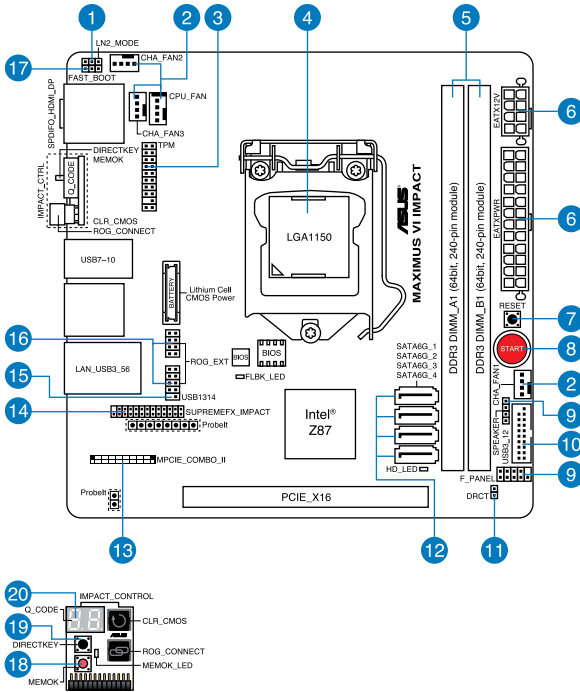 1
2
3
4
5
LN2_MODE
CHA_FAN2
17
FAST_BOOT
CPU_FAN
SPDIFO_HDMI_DP
CHA_FAN3
EATX12V
6
DIRECTKEY
MEMOK
TPM
IMPACT_CTRL
Q_CODE
CLR_CMOS
ROG_CONNECT
LGA1150
ASUS
MAXIMUS VI IMPACT
DDR3 DIMM_A1 (64bit, 240-pin module)
DDR3 DIMM_B1 (64bit, 240-pin module)
EATXPWR
6
USB7-10
BATTERY
Lithium Cell
CMOS Power
RESET
7
START
8
16
ROG_EXT
BIOS
BIOS
FLBK_LED
SATA6G_1
SATA6G_2
SATA6G_3
SATA6G_4
CHA_FAN1
2
LAN_USB3_56
15
USB1314
9
14
SUPREMEFX_IMPACT
ProbeIt
Intel®
Z87
SPEAKER
USB3_12
10
MPCIE_COMBO_II
HD_LED
F_PANEL
9
ProbeIt
PCIE_X16
DRCT
13
12
11
20
IMPACT_CONTROL
Q_CODE
8.8.
CLR_CMOS
19
ASUS
DIRECTKEY
ROG_CONNECT
18
MEMOK_LED
MEMOK